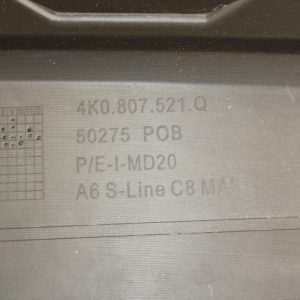 4K0.807.521.Q
50275 POB
P/E-I-MD20
A6 S-Line C8